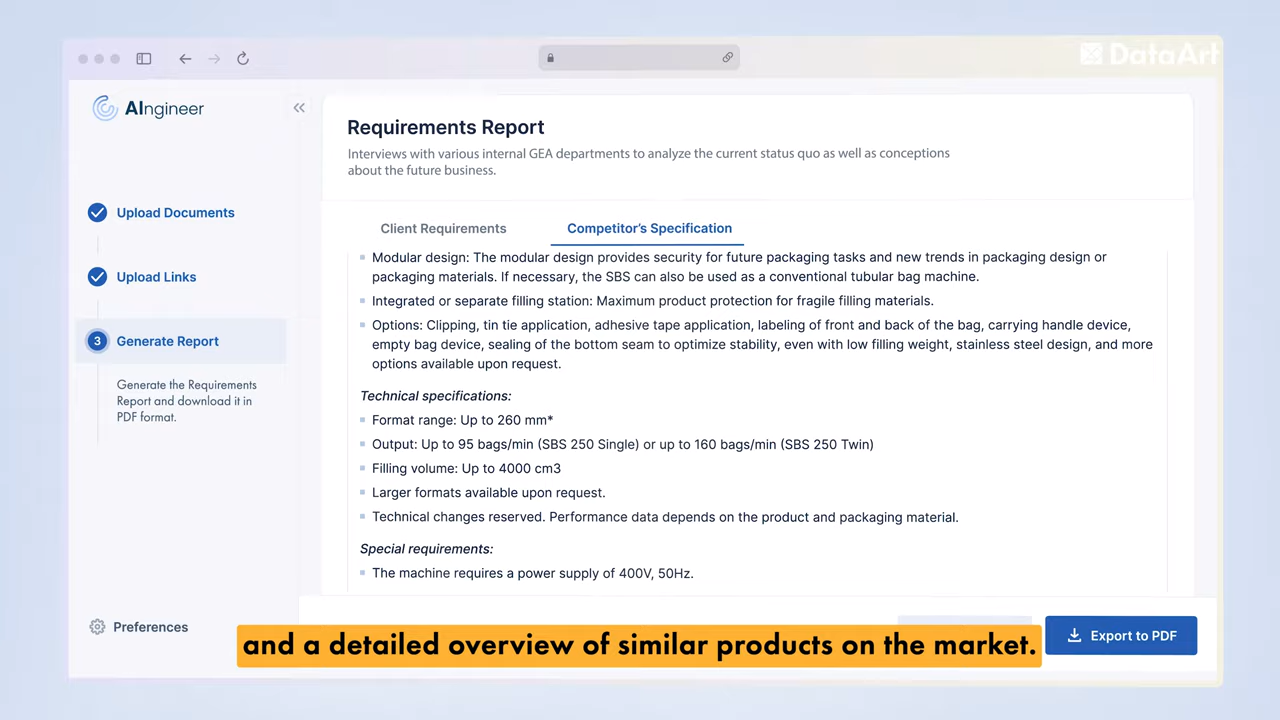 DataArt
AIngineer
Requirements Report
Interviews with various internal GEA departments to analyze the current status quo as well as conceptions
about the future business.
Upload Documents
Upload Links
3 Generate Report
Generate the Requirements
Report and download it in
PDF format.
Preferences
Client Requirements
Competitor's Specification
Modular design: The modular design provides security for future packaging tasks and new trends in packaging design or
packaging materials. If necessary, the SBS can also be used as a conventional tubular bag machine.
Integrated or separate filling station: Maximum product protection for fragile filling materials.
Options: Clipping, tin tie application, adhesive tape application, labeling of front and back of the bag, carrying handle device,
empty bag device, sealing of the bottom seam to optimize stability, even with low filling weight, stainless steel design, and more
options available upon request.
Technical specifications:
Format range: Up to 260 mm*
Output: Up to 95 bags/min (SBS 250 Single) or up to 160 bags/min (SBS 250 Twin)
Filling volume: Up to 4000 cm3
Larger formats available upon request.
Technical changes reserved. Performance data depends on the product and packaging material.
Special requirements:
The machine requires a power supply of 400V, 50Hz.
Export to PDF
and a detailed overview of similar products on the market.